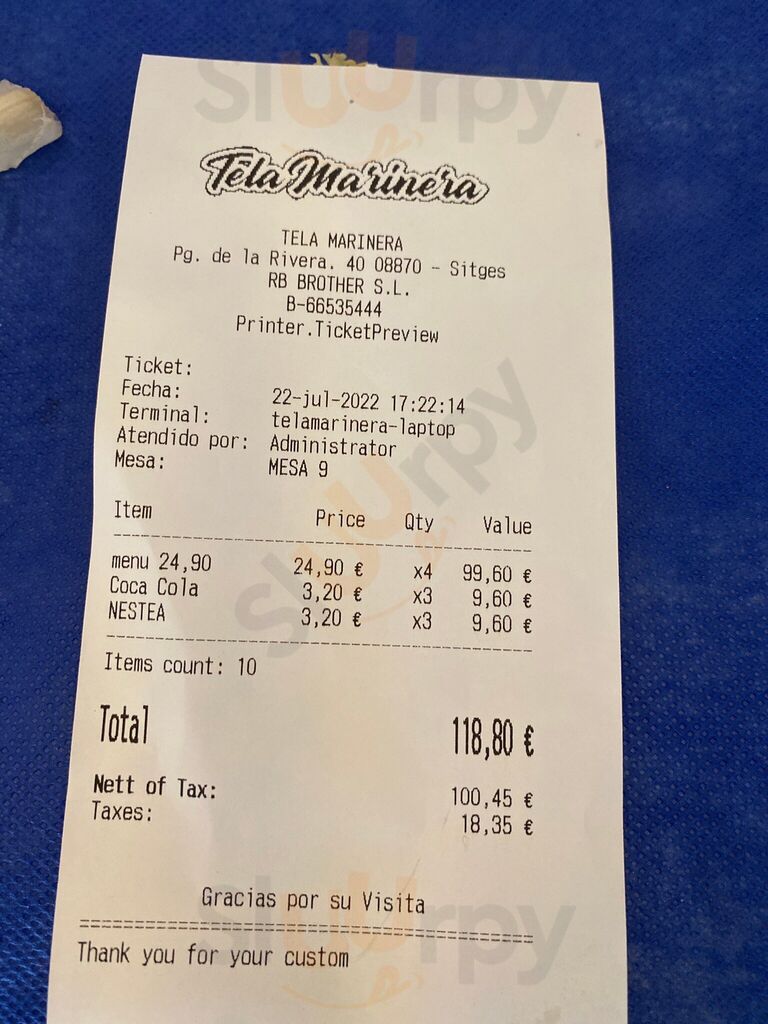 Sluurpy
Tela Marinera
TELA MARINERA
Pg. de la Rivera. 40 08870 - Sitges
RB BROTHER S.L.
B-66535444
Printer.TicketPreview
Ticket:
Fecha: 22-jul-2022 17:22:14
Terminal: telamarinera-laptop
Atendido por: Administrator
Mesa: MESA 9
Item Price Qty Value
menu 24,90 24,90 € x4 99,60 €
Coca Cola 3,20 € x3 9,60 €
NESTEA 3,20 € x3 9,60 €
Items count: 10
Total 118,80 €
Nett of Tax: 100,45 €
Taxes: 18,35 €
Gracias por su Visita
Thank you for your custom
Sluurpy
Sluurpy